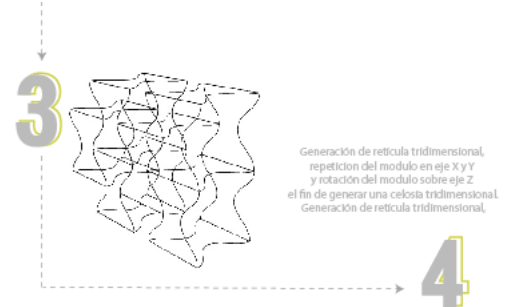 3
Generación de retícula tridimensional,
repeticion del modulo en eje X y Y
y rotación del modulo sobre eje Z
el fin de generar una celosia tridimensional.
Generación de retícula tridimensional,
4